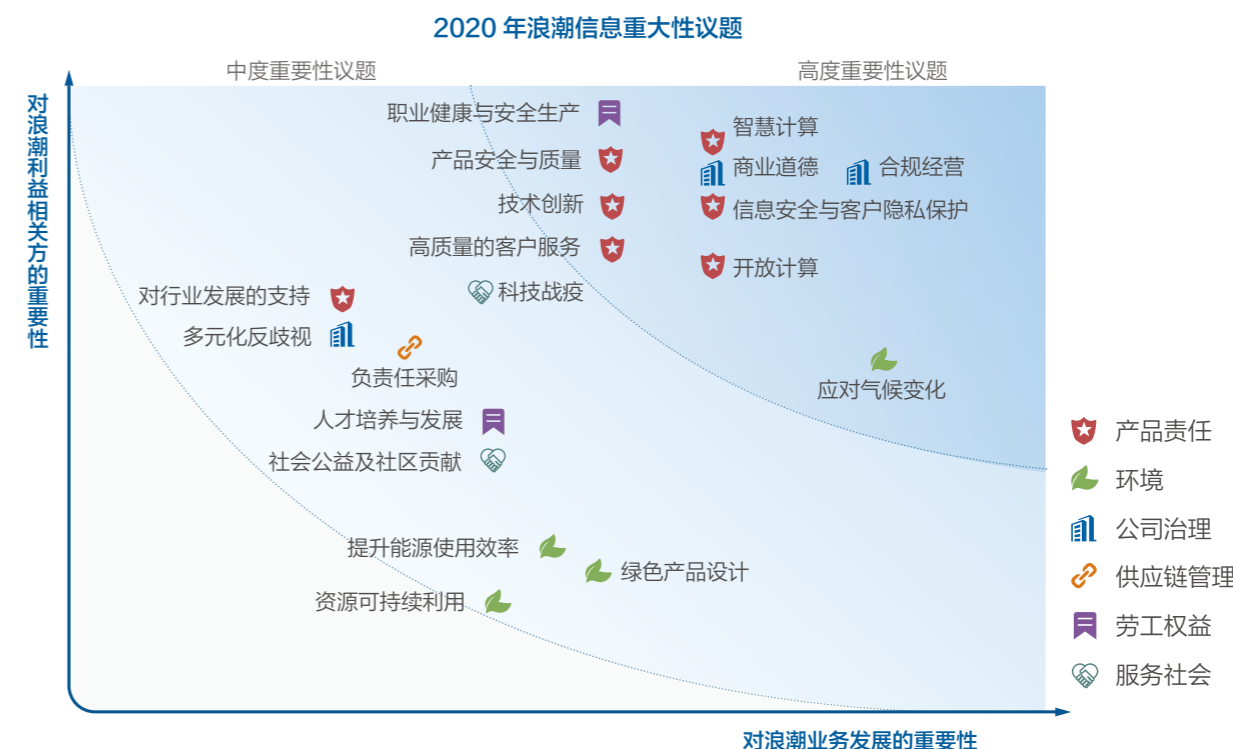 2020 年浪潮信息重大性议题
中度重要性议题
高度重要性议题
对浪潮利益相关方的重要性
职业健康与安全生产
智慧计算
产品安全与质量
商业道德
合规经营
技术创新
信息安全与客户隐私保护
高质量的客户服务
开放计算
对行业发展的支持
科技战疫
多元化反歧视
负责任采购
应对气候变化
人才培养与发展
社会公益及社区贡献
提升能源使用效率
绿色产品设计
资源可持续利用
产品责任
环境
公司治理
供应链管理
劳工权益
服务社会
对浪潮业务发展的重要性